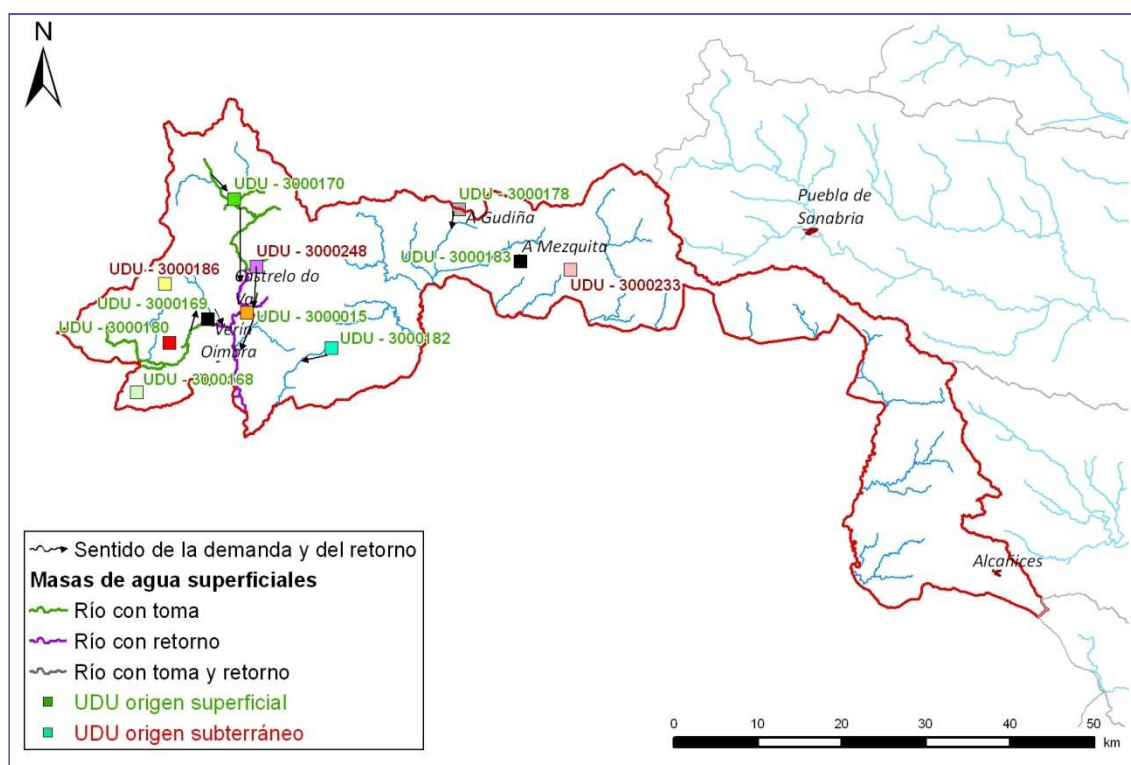 N
UDU - 3000170
UDU - 3000178
A Gudiña
Puebla de
Sanabria
UDU - 3000248
A Mezquita
UDU - 3000183
UDU - 3000186
Castrelo do
Val
UDU - 3000233
UDU - 3000169
UDU - 3000015
UDU - 3000160
Verín
Oímbra
UDU - 3000182
UDU - 3000168
Alcañices
Sentido de la demanda y del retorno
Masas de agua superficiales
Río con toma
Río con retorno
Río con toma y retorno
UDU origen superficial
UDU origen subterráneo
0 10 20 30 40 50
km